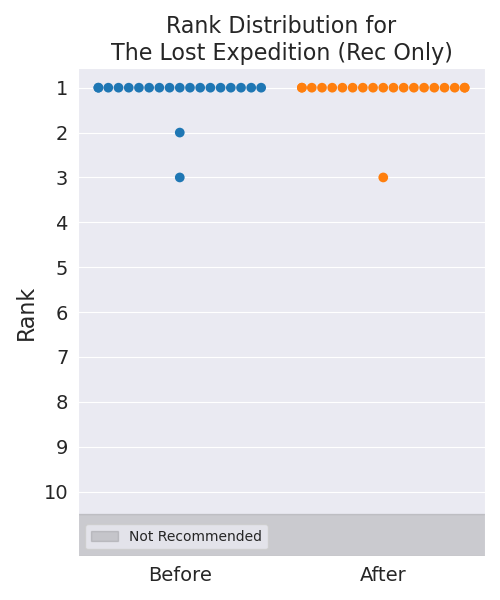 Rank Distribution for
The Lost Expedition (Rec Only)
1
2
3
4
5
6
7
8
9
10
Rank
Not Recommended
Before After